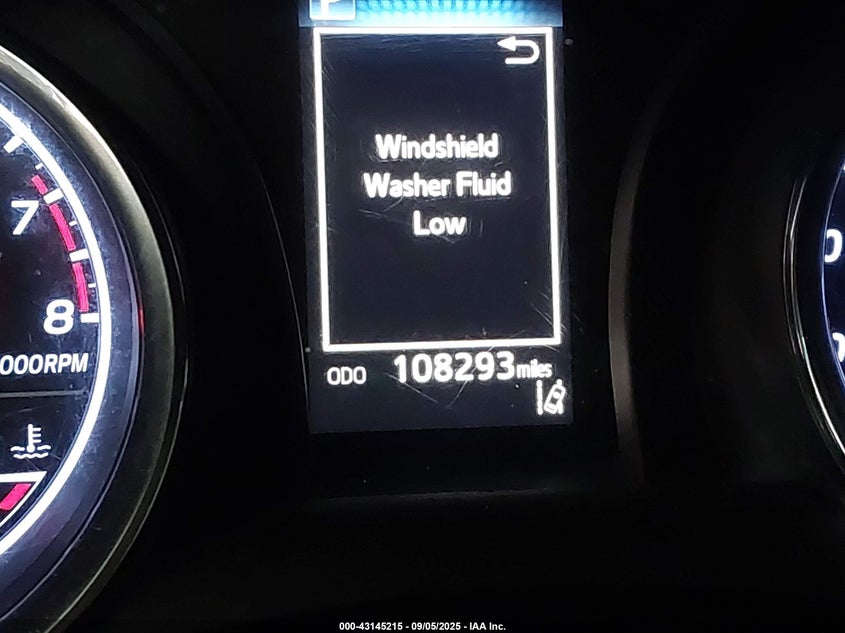 Windshield
Washer Fluid
Low
7
8
000RPM
ODO 108293 miles
000-43145215 - 09/05/2025 - IAA Inc.